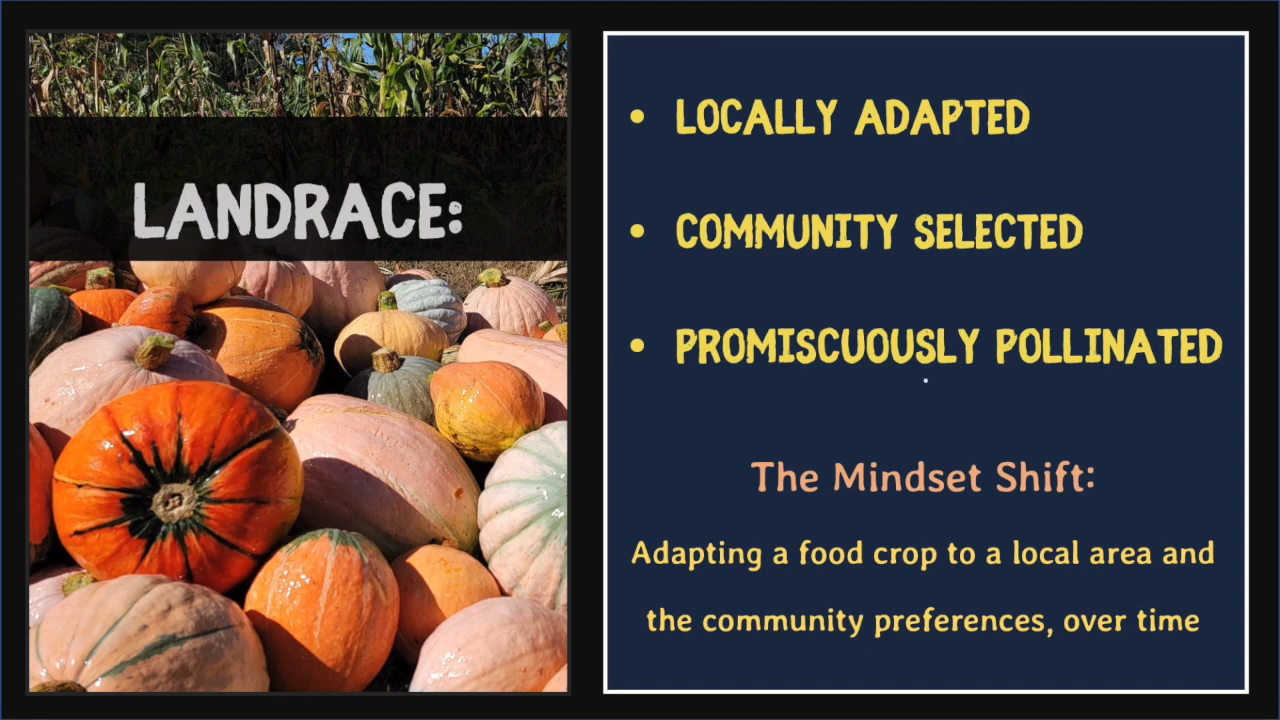 LANDRACE:
• LOCALLY ADAPTED
• COMMUNITY SELECTED
• PROMISCUOUSLY POLLINATED
The Mindset Shift:
Adapting a food crop to a local area and
the community preferences, over time